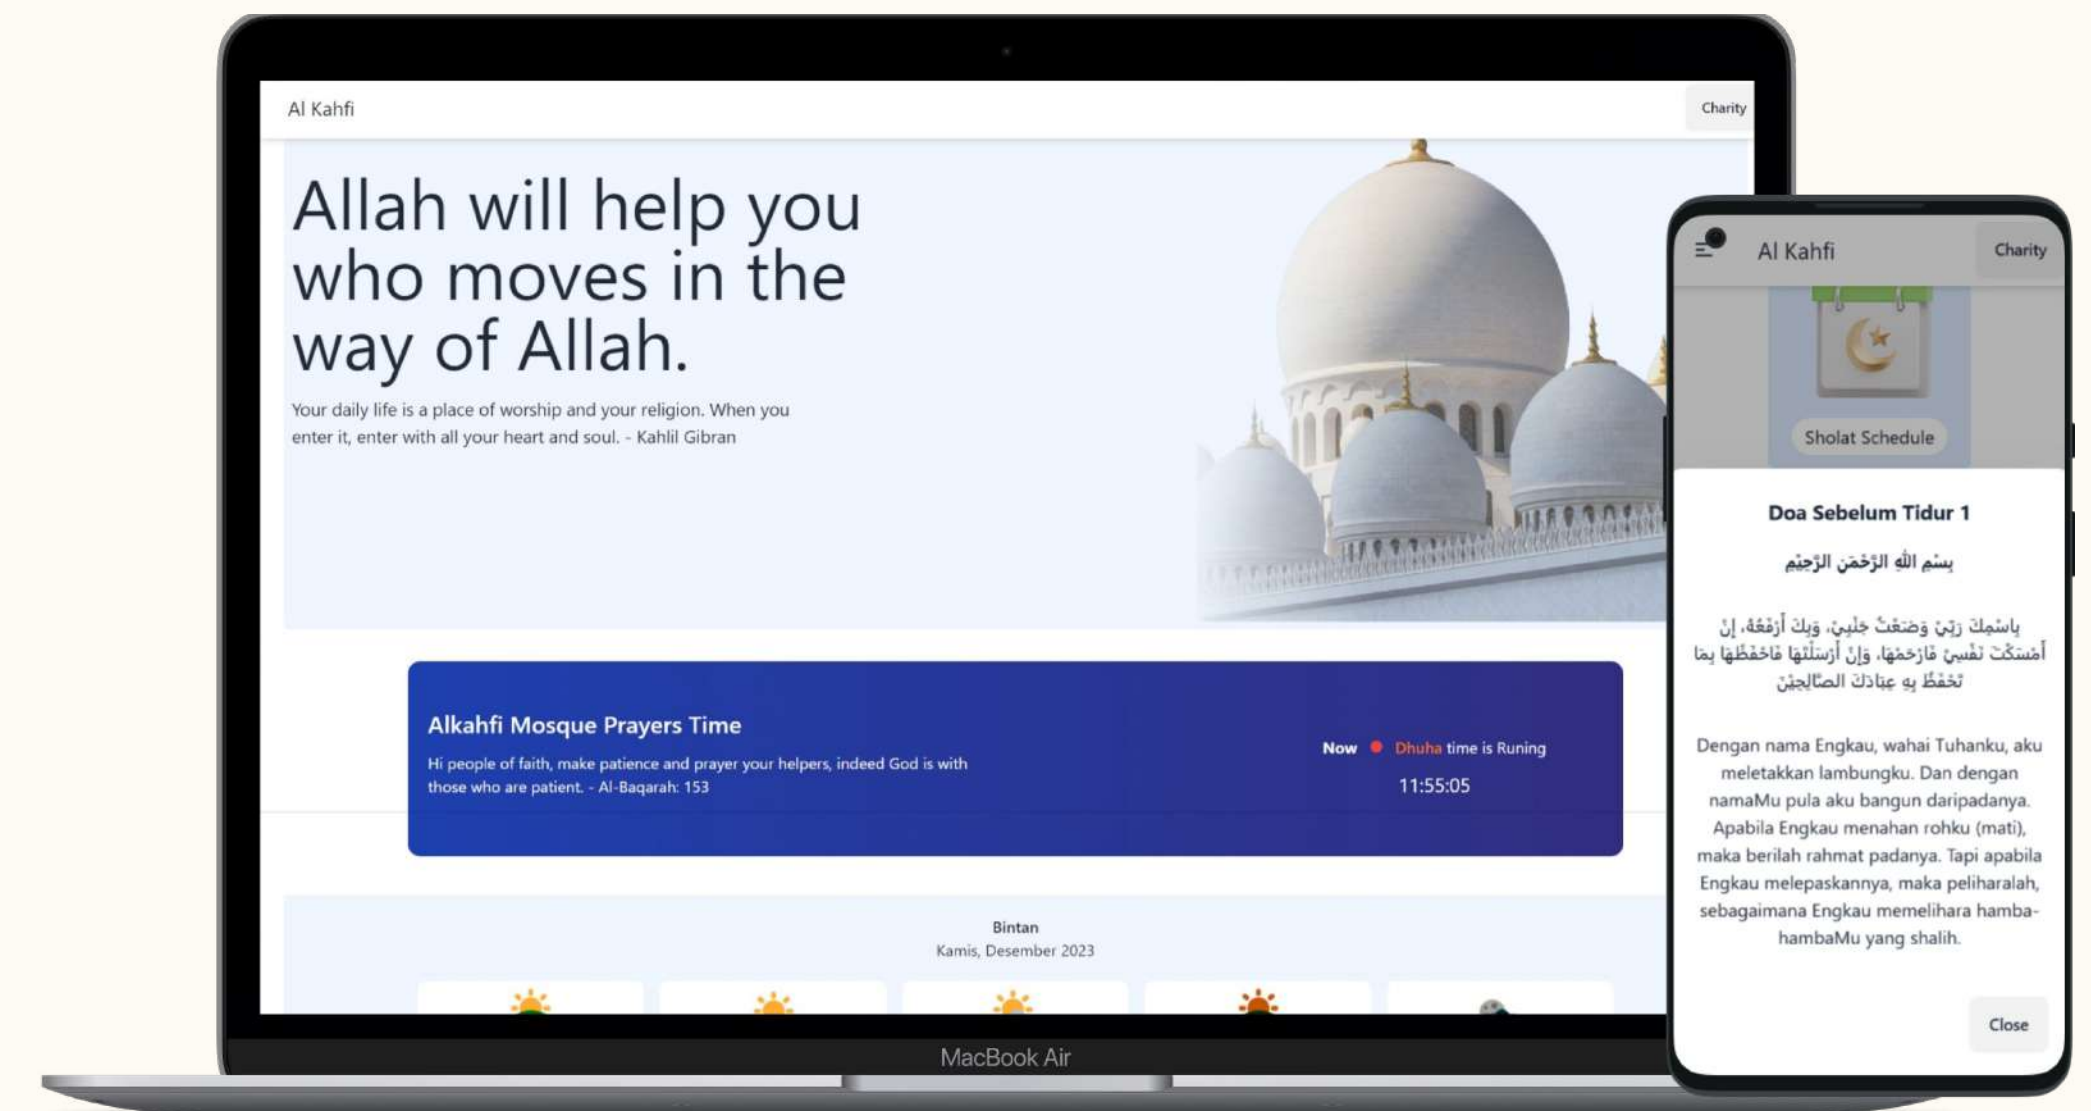 Al Kahfi
Charity
Allah will help you
who moves in the
way of Allah.
Your daily life is a place of worship and your religion. When you
enter it, enter with all your heart and soul. - Kahlil Gibran
Alkahfi Mosque Prayers Time
Hi people of faith, make patience and prayer your helpers, indeed God is with
those who are patient. - Al-Baqarah: 153
Now Dhuha time is Runing
11:55:05
Bintan
Kamis, Desember 2023
MacBook Air
Al Kahfi
Charity
Sholat Schedule
Doa Sebelum Tidur 1
بِسْمِ اللهِ الرَّحْمَنِ الرَّحِيْمِ
بِاسْمِكَ رَبِّيْ وَضَعْتُ جَنْبِيْ، وَبِكَ أَرْفَعُهُ، إِنْ
أَمْسَكْتَ نَفْسِيْ فَارْحَمْهَا، وَإِنْ أَرْسَلْتَهَا فَاحْفَظْهَا بِمَا
تَحْفَظُ بِهِ عِبَادَكَ الصَّالِحِيْنَ
Dengan nama Engkau, wahai Tuhanku, aku
meletakkan lambungku. Dan dengan
namaMu pula aku bangun daripadanya.
Apabila Engkau menahan rohku (mati),
maka berilah rahmat padanya. Tapi apabila
Engkau melepaskannya, maka peliharalah,
sebagaimana Engkau memelihara hamba-
hambaMu yang shalih.
Close